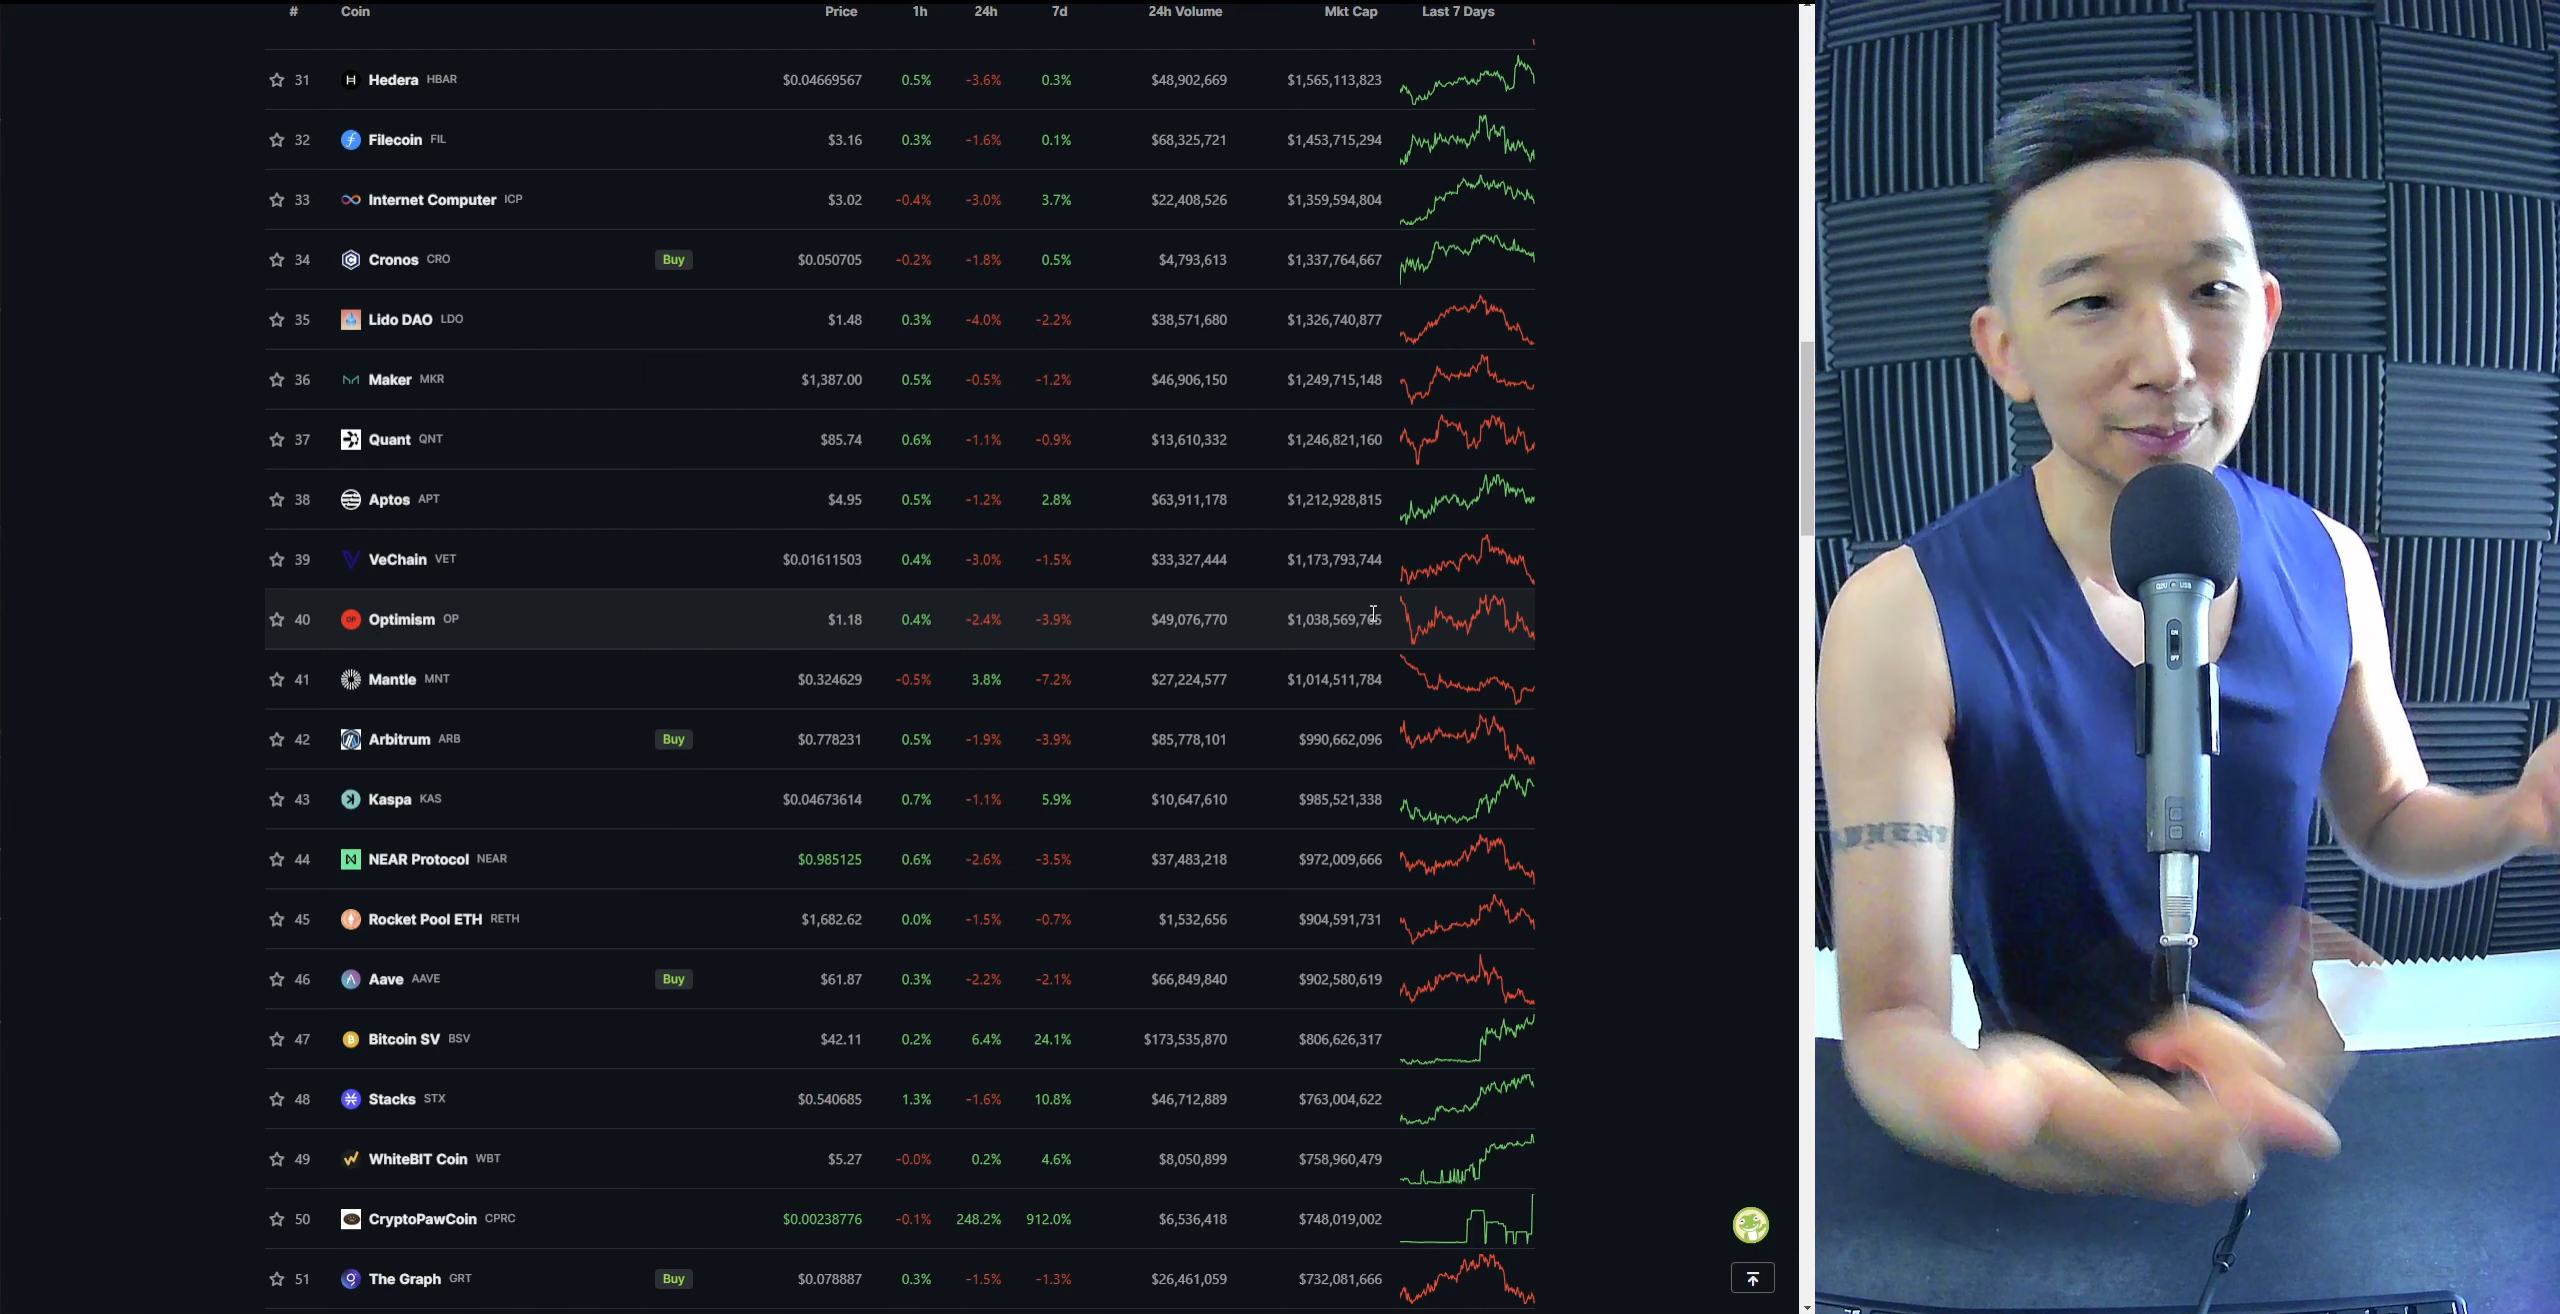 # Coin Price 1h 24h 7d 24h Volume Mkt Cap Last 7 Days
31 Hedera HBAR $0.04669567 0.5% -3.6% 0.3% $48,902,669 $1,565,113,823
32 Filecoin FIL $3.16 0.3% -1.6% 0.1% $68,325,721 $1,453,715,294
33 Internet Computer ICP $3.02 -0.4% -3.0% 3.7% $22,408,526 $1,359,594,804
34 Cronos CRO Buy $0.050705 -0.2% -1.8% 0.5% $4,793,613 $1,337,764,667
35 Lido DAO LDO $1.48 0.3% -4.0% -2.2% $38,571,680 $1,326,740,877
36 Maker MKR $1,387.00 0.5% -0.5% -1.2% $46,906,150 $1,249,715,148
37 Quant QNT $85.74 0.6% -1.1% -0.9% $13,610,332 $1,246,821,160
38 Aptos APT $4.95 0.5% -1.2% 2.8% $63,911,178 $1,212,928,815
39 VeChain VET $0.01611503 0.4% -3.0% -1.5% $33,327,444 $1,173,793,744
40 Optimism OP $1.18 0.4% -2.4% -3.9% $49,076,770 $1,038,569,765
41 Mantle MNT $0.324629 -0.5% 3.8% -7.2% $27,224,577 $1,014,511,784
42 Arbitrum ARB Buy $0.778231 0.5% -1.9% -3.9% $85,778,101 $990,662,096
43 Kaspa KAS $0.04673614 0.7% -1.1% 5.9% $10,647,610 $985,521,338
44 NEAR Protocol NEAR $0.985125 0.6% -2.6% -3.5% $37,483,218 $972,009,666
45 Rocket Pool ETH RETH $1,682.62 0.0% -1.5% -0.7% $1,532,656 $904,591,731
46 Aave AAVE Buy $61.87 0.3% -2.2% -2.1% $66,849,840 $902,580,619
47 Bitcoin SV BSV $42.11 0.2% 6.4% 24.1% $173,535,870 $806,626,317
48 Stacks STX $0.540685 1.3% -1.6% 10.8% $46,712,889 $763,004,622
49 WhiteBIT Coin WBT $5.27 -0.0% 0.2% 4.6% $8,050,899 $758,960,479
50 CryptoPawCoin CPRC $0.00238776 -0.1% 248.2% 912.0% $6,536,418 $748,019,002
51 The Graph GRT Buy $0.078887 0.3% -1.5% -1.3% $26,461,059 $732,081,666